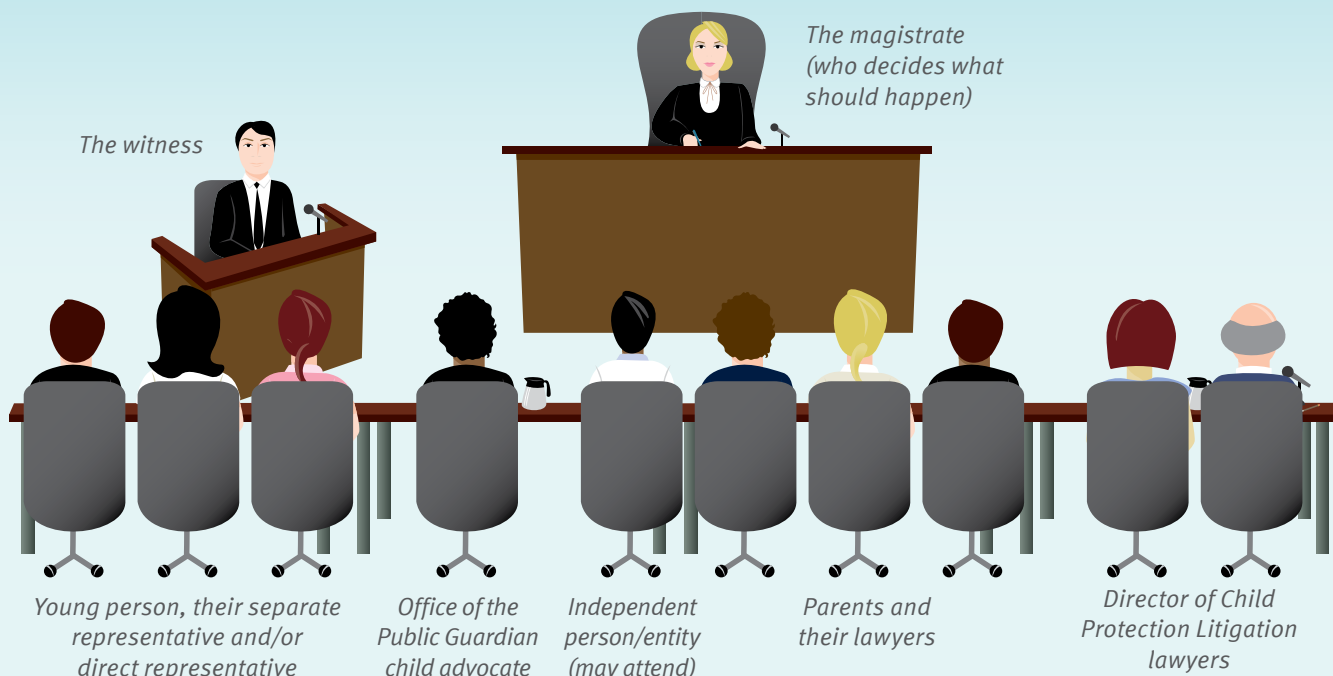 The magistrate
(who decides what
should happen)
The witness
Young person, their separate
representative and/or
direct representative
Office of the
Public Guardian
child advocate
Independent
person/entity
(may attend)
Parents and
their lawyers
Director of Child
Protection Litigation
lawyers